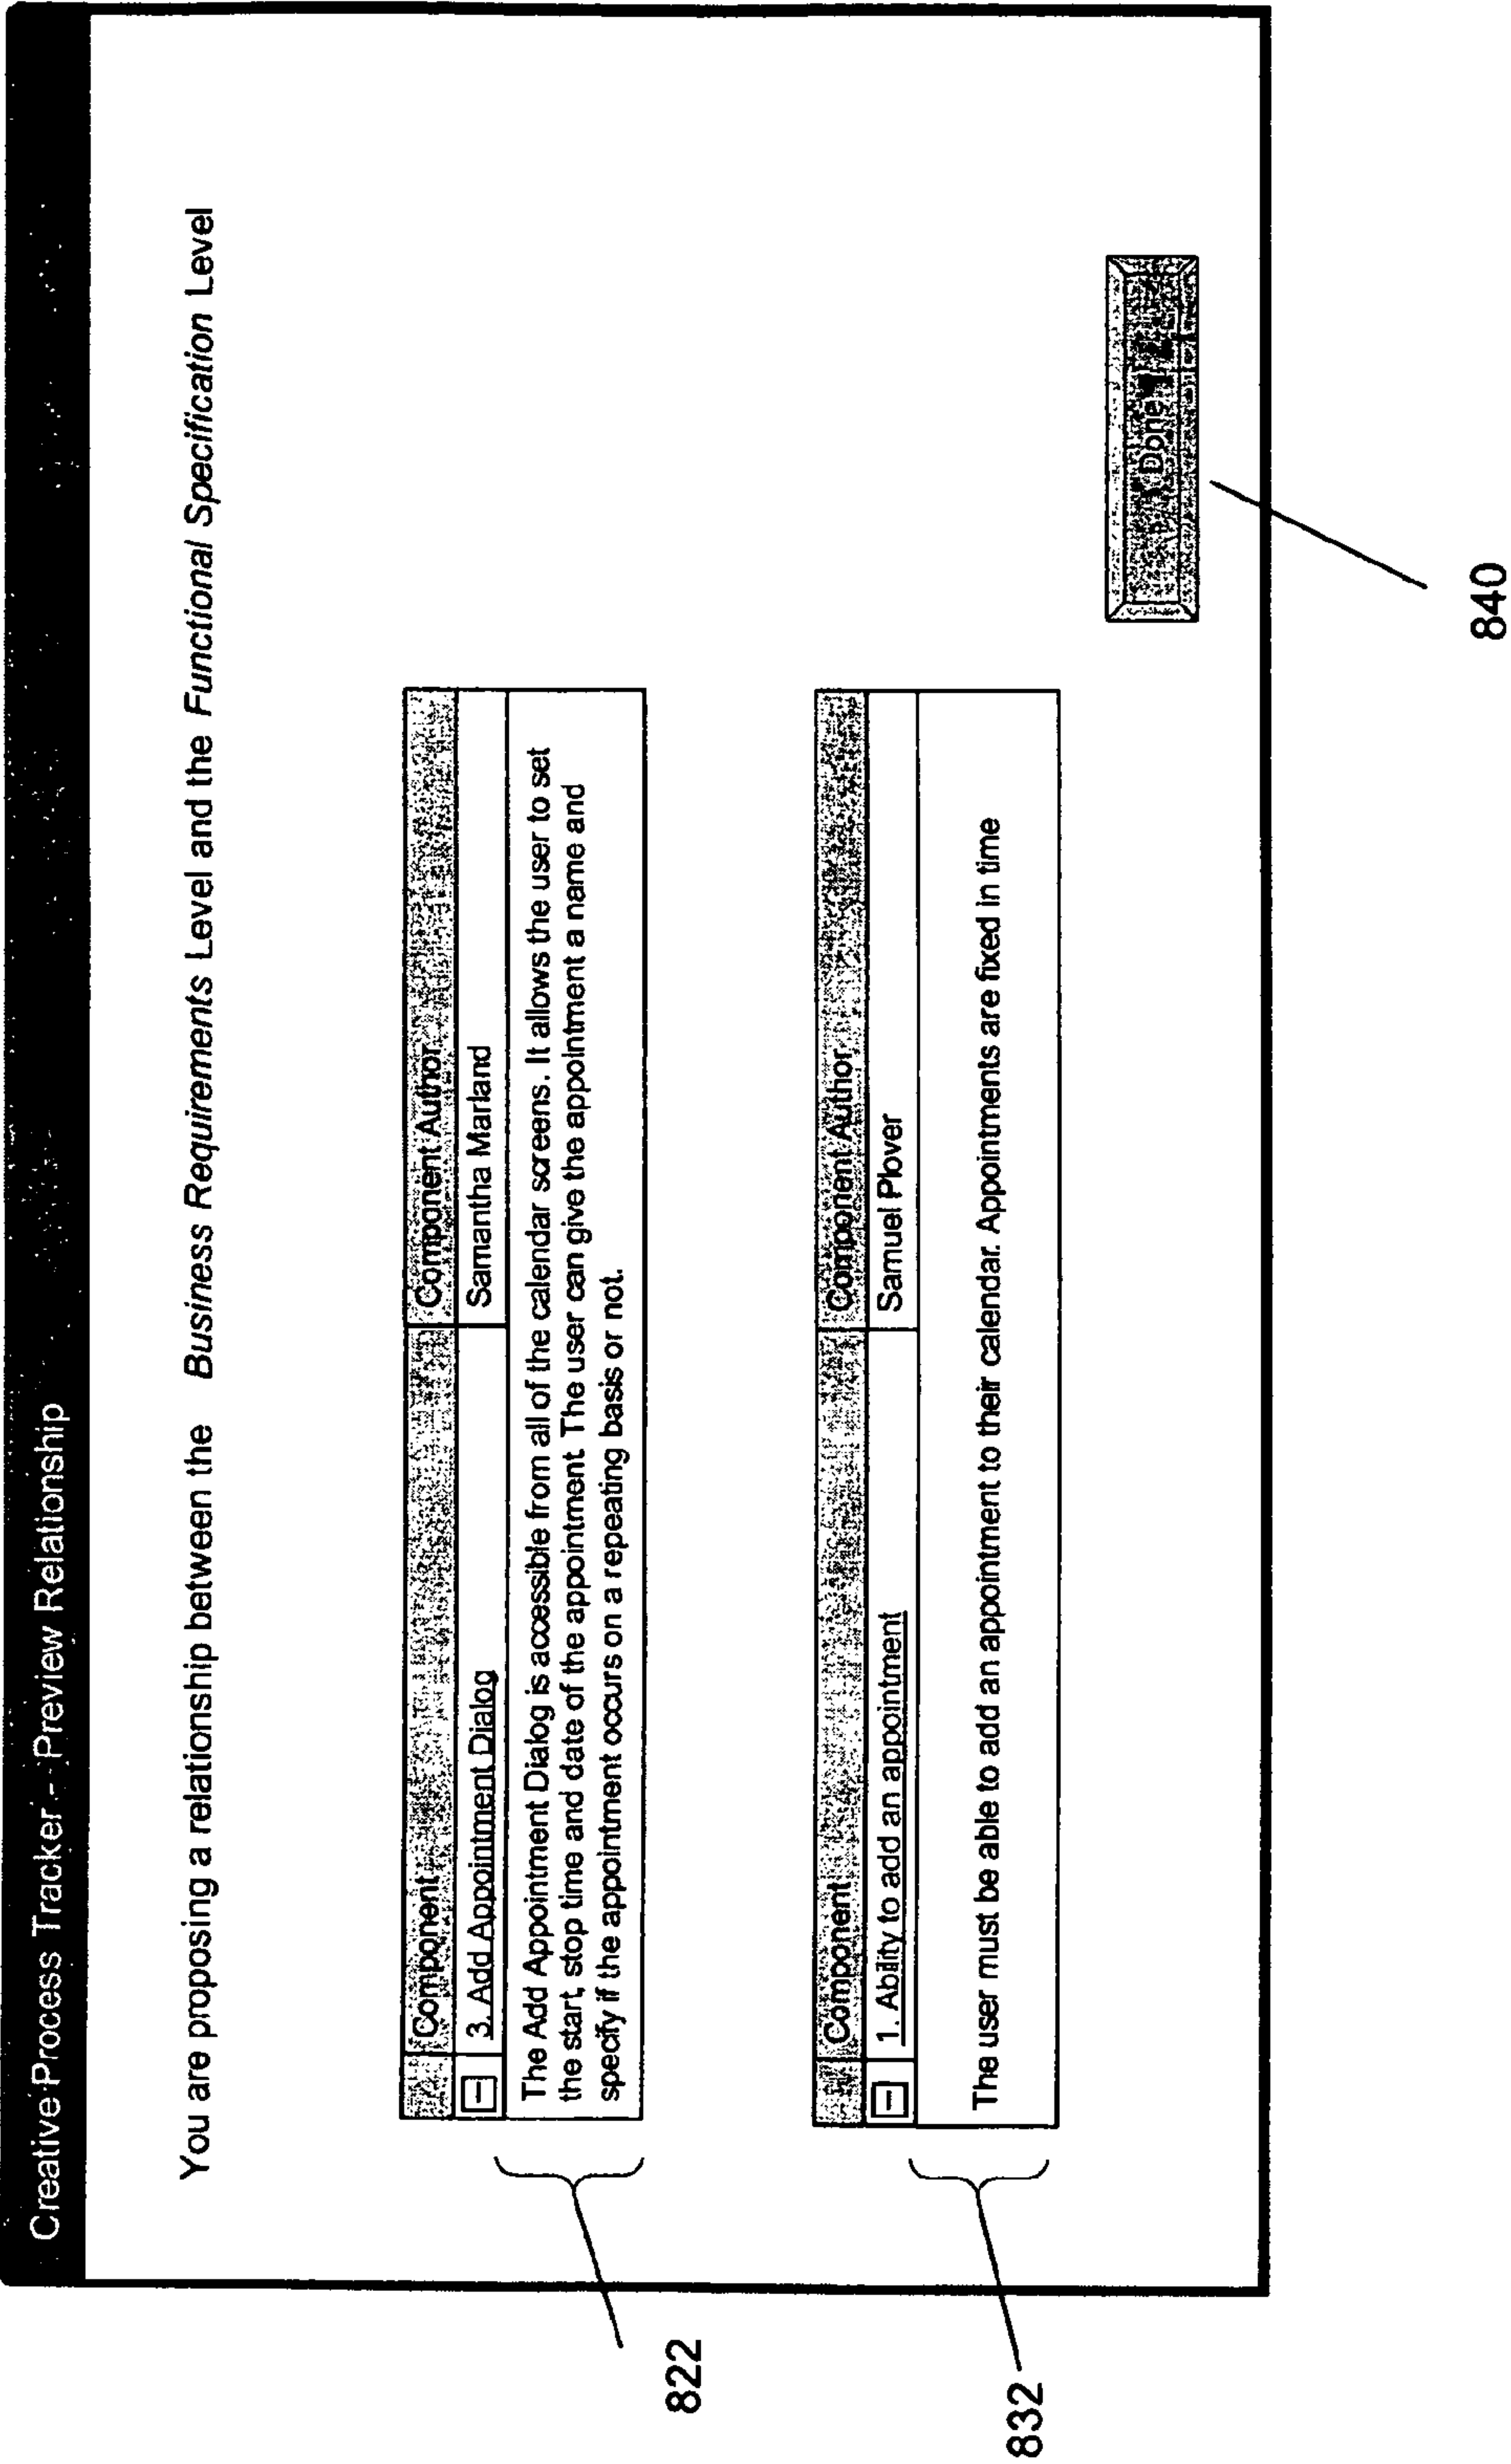 Creative Process Tracker - Preview Relationship
You are proposing a relationship between the Business Requirements Level and the Functional Specification Level
Component Component Author
3. Add Appointment Dialog Samantha Marland
The Add Appointment Dialog is accessible from all of the calendar screens. It allows the user to set
the start, stop time and date of the appointment. The user can give the appointment a name and
specify if the appointment occurs on a repeating basis or not.
822
Component Component Author
1. Ability to add an appointment Samuel Plover
The user must be able to add an appointment to their calendar. Appointments are fixed in time
832
Done
840